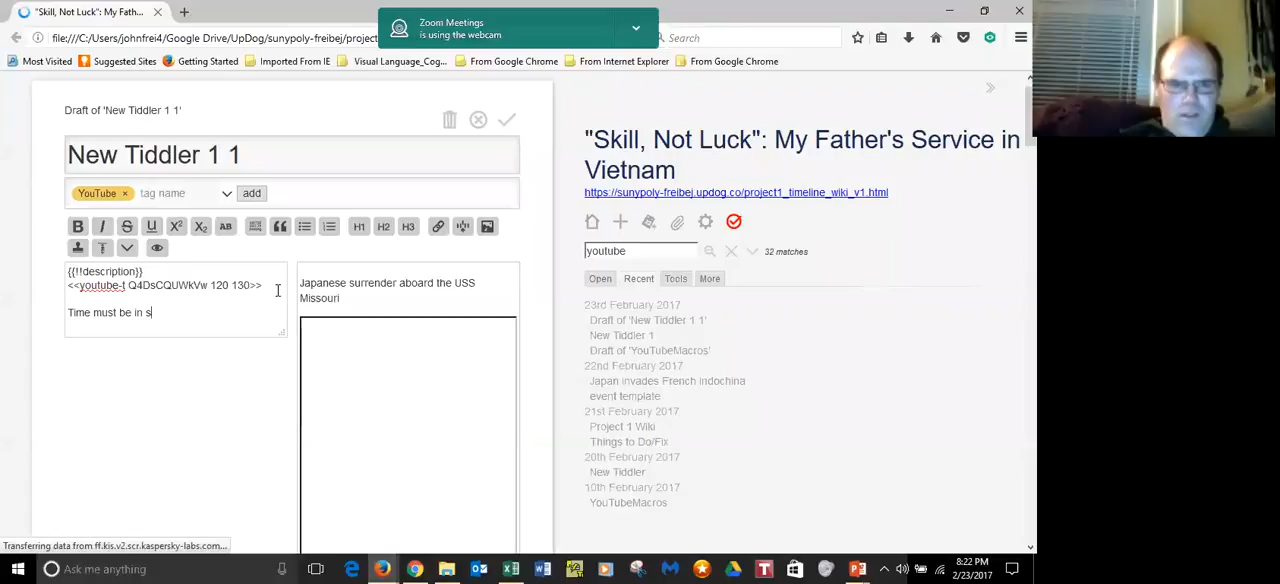 "Skill, Not Luck": My Fath...
Zoom Meetings
is using the webcam
file:///C:/Users/johnfrei4/Google Drive/UpDog/sunypoly-freibej/project
Search
Most Visited
Suggested Sites
Getting Started
Imported From IE
Visual_Language_Cog...
From Google Chrome
From Internet Explorer
From Google Chrome
Draft of 'New Tiddler 1 1'
New Tiddler 1 1
YouTube ×
tag name
add
B I S U X² X₂ AB H1 H2 H3
{{!!description}}
<<youtube-t Q4DsCQUWkVw 120 130>>
Time must be in s
Japanese surrender aboard the USS
Missouri
"Skill, Not Luck": My Father's Service in
Vietnam
https://sunypoly-freibej.updog.co/project1_timeline_wiki_v1.html
youtube
32 matches
Open
Recent
Tools
More
23rd February 2017
Draft of 'New Tiddler 1 1'
New Tiddler 1
Draft of 'YouTubeMacros'
22nd February 2017
Japan invades French Indochina
event template
21st February 2017
Project 1 Wiki
Things to Do/Fix
20th February 2017
New Tiddler
10th February 2017
YouTubeMacros
Transferring data from ff.kis.v2.scr.kaspersky-labs.com...
Ask me anything
8:22 PM
2/23/2017